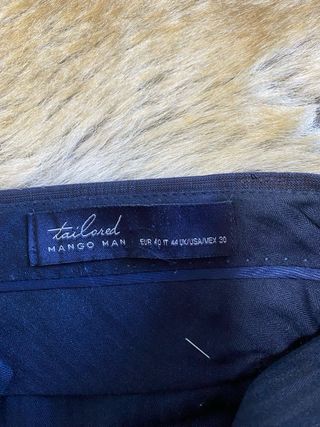 tailored
MANGO MAN EUR 40 IT 44 UK/USA/MEX 30